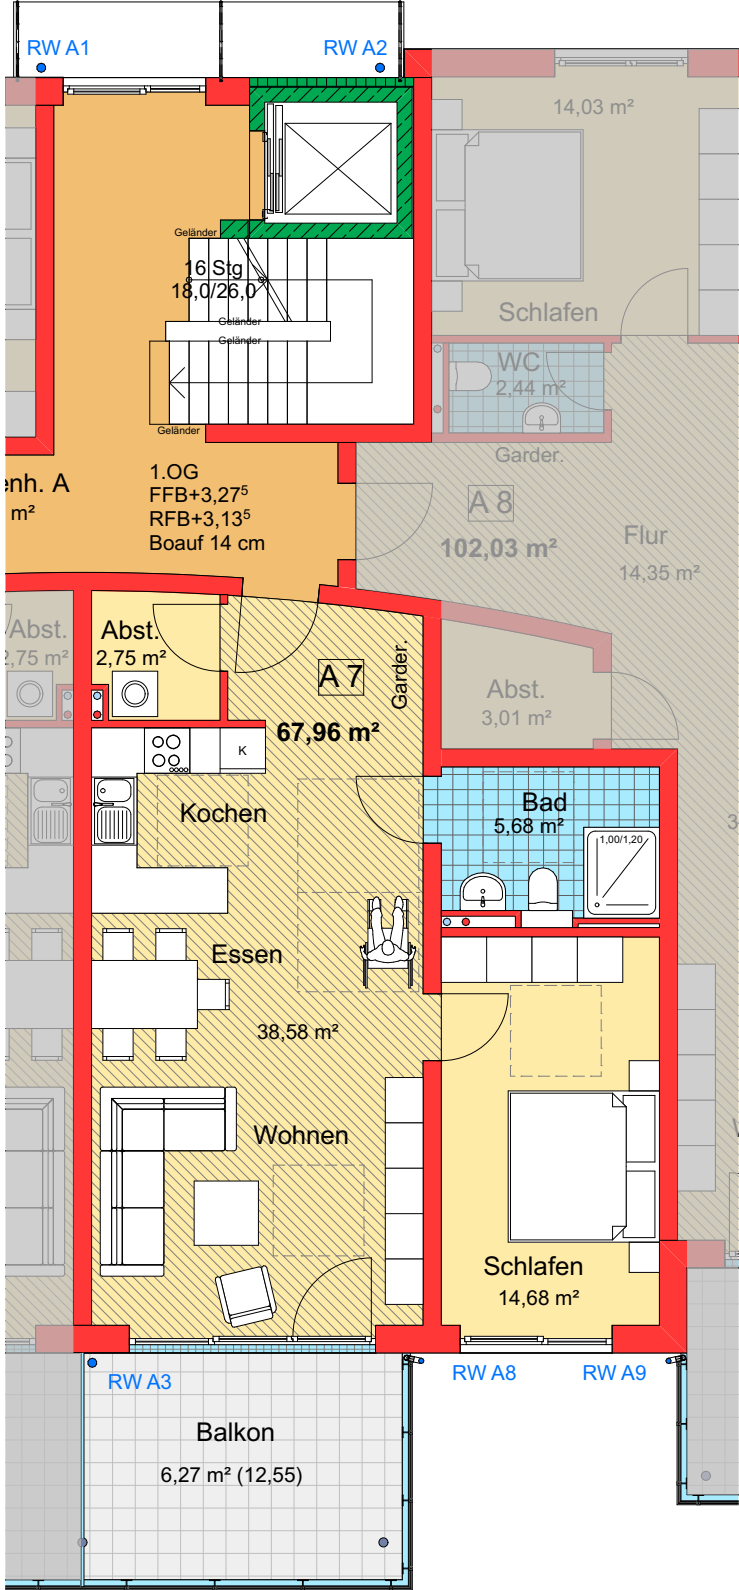 RW A1
RW A2
14,03 m²
Geländer
16 Stg
18,0/26,0
Schlafen
Geländer
Geländer
WC
2,44 m²
Geländer
Garder.
enh. A
m²
1.OG
FFB+3,27⁵
RFB+3,13⁵
Boauf 14 cm
A 8
102,03 m²
Flur
14,35 m²
Abst.
2,75 m²
Abst.
2,75 m²
A 7
67,96 m²
Garder.
Abst.
3,01 m²
K
Kochen
Bad
5,68 m²
1,00/1,20
3
Essen
38,58 m²
Wohnen
Schlafen
14,68 m²
RW A3
RW A8
RW A9
Balkon
6,27 m² (12,55)